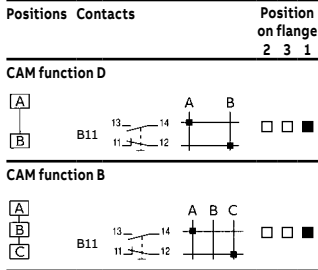 Positions Contacts Position on flange
2 3 1
CAM function D
A B
A
13 14
B11
11 12
B
CAM function B
A B C
A
B
13 14
B11
11 12
C